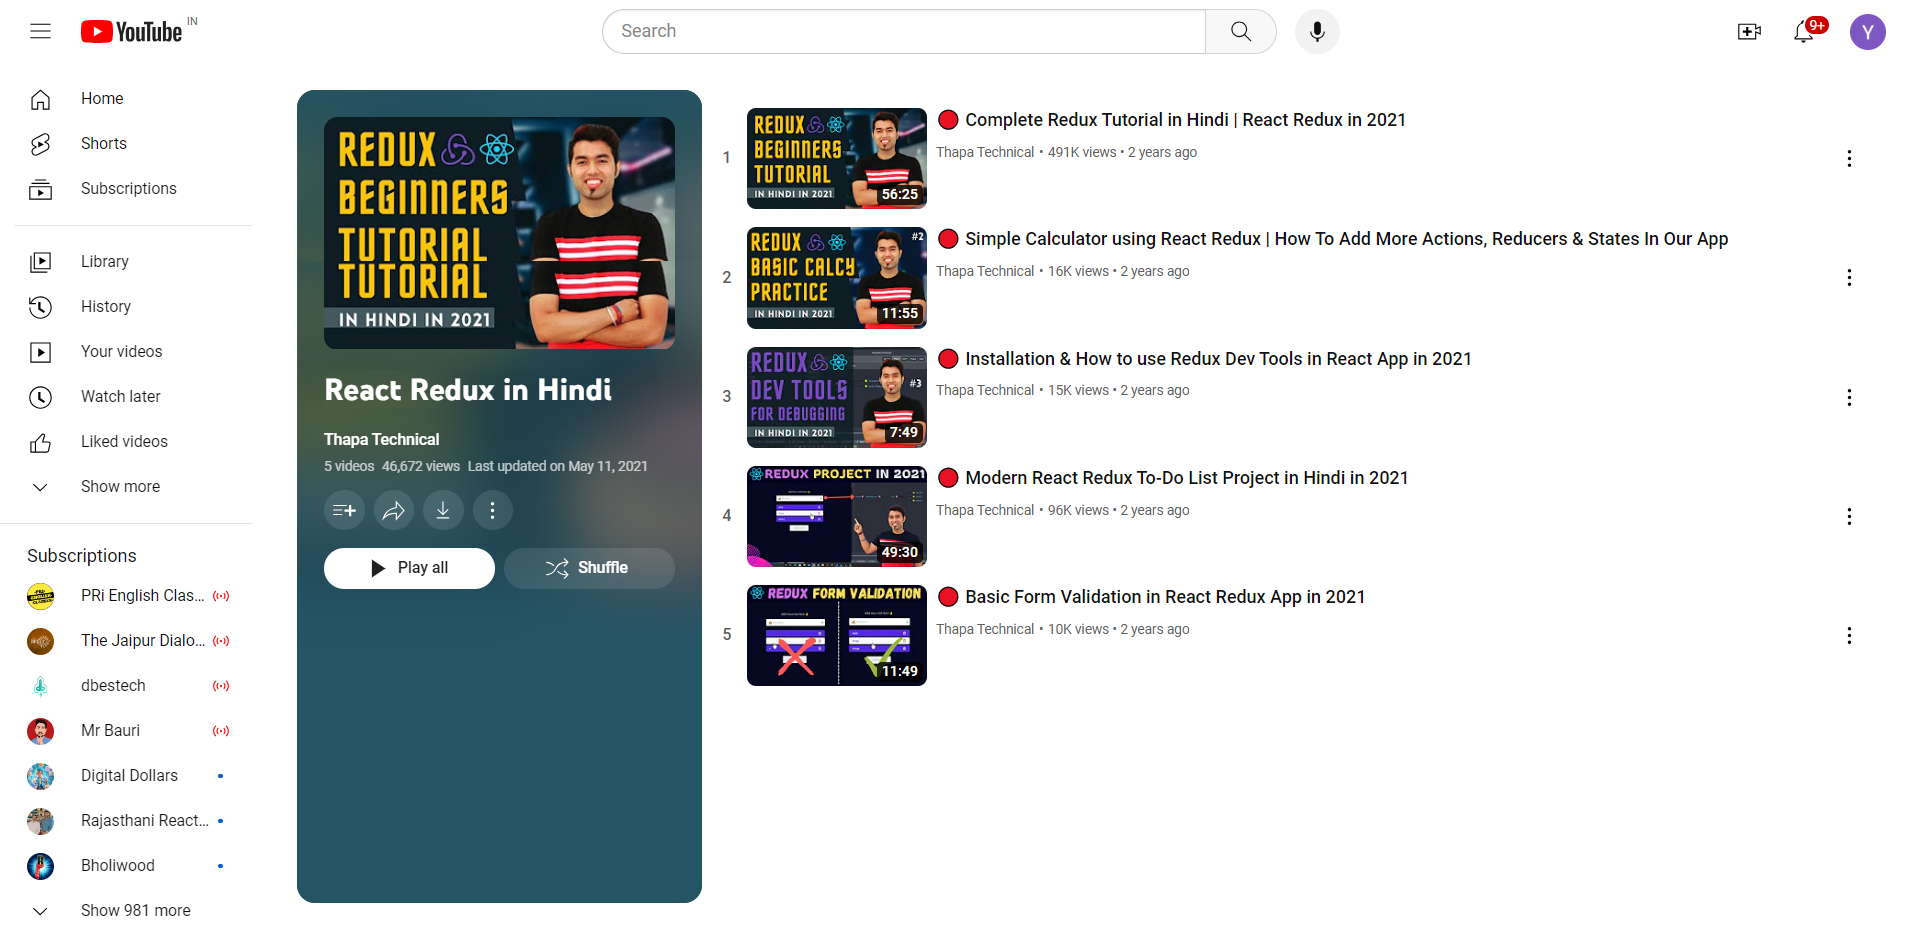 YouTube IN
Search
9+
Y
Home
Shorts
Subscriptions
Library
History
Your videos
Watch later
Liked videos
Show more
Subscriptions
PRi English Clas...
The Jaipur Dialo...
dbestech
Mr Bauri
Digital Dollars
Rajasthani React...
Bholiwood
Show 981 more
REDUX
BEGINNERS
TUTORIAL
TUTORIAL
IN HINDI IN 2021
React Redux in Hindi
Thapa Technical
5 videos 46,672 views Last updated on May 11, 2021
Play all
Shuffle
1
REDUX
BEGINNERS
TUTORIAL
IN HINDI IN 2021
56:25
Complete Redux Tutorial in Hindi | React Redux in 2021
Thapa Technical • 491K views • 2 years ago
2
REDUX
#2
BASIC CALCY
PRACTICE
IN HINDI IN 2021
11:55
Simple Calculator using React Redux | How To Add More Actions, Reducers & States In Our App
Thapa Technical • 16K views • 2 years ago
3
REDUX
DEV TOOLS
#3
FOR DEBUGGING
IN HINDI IN 2021
7:49
Installation & How to use Redux Dev Tools in React App in 2021
Thapa Technical • 15K views • 2 years ago
4
REDUX PROJECT IN 2021
49:30
Modern React Redux To-Do List Project in Hindi in 2021
Thapa Technical • 96K views • 2 years ago
5
REDUX FORM VALIDATION
11:49
Basic Form Validation in React Redux App in 2021
Thapa Technical • 10K views • 2 years ago